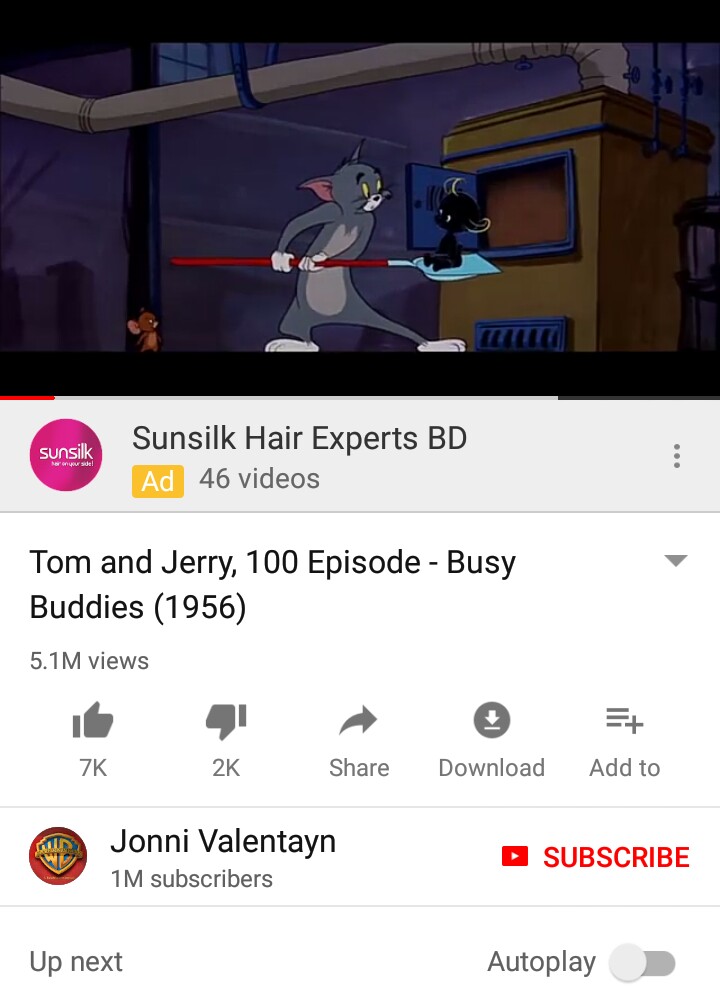 sunsilk
hair on your side!
Sunsilk Hair Experts BD
Ad 46 videos
Tom and Jerry, 100 Episode - Busy
Buddies (1956)
5.1M views
7K 2K Share Download Add to
Jonni Valentayn
1M subscribers
SUBSCRIBE
Up next Autoplay